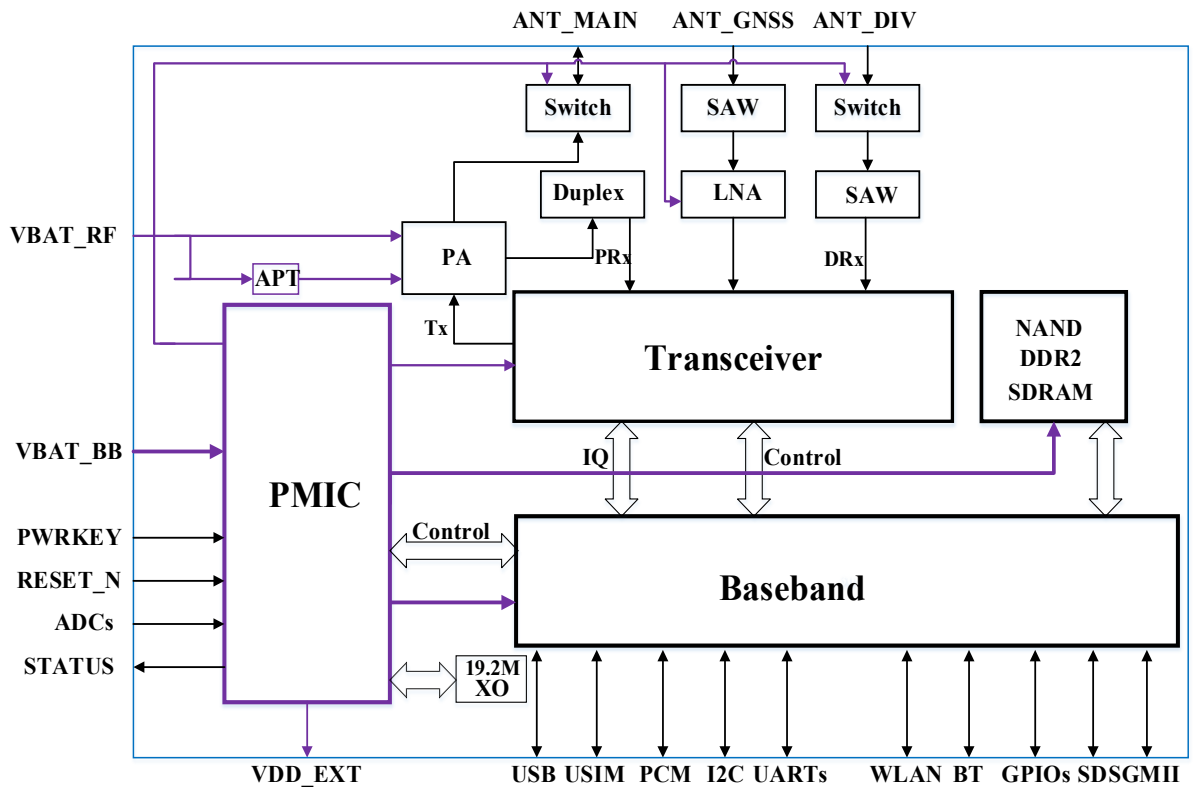 ANT_MAIN ANT_GNSS ANT_DIV
Switch SAW Switch
Duplex LNA SAW
VBAT_RF
PA
PRx DRx
APT
Tx
Transceiver
NAND
DDR2
SDRAM
VBAT_BB
IQ Control
PMIC
PWRKEY
Control
RESET_N
Baseband
ADCs
STATUS
19.2M
XO
VDD_EXT USB USIM PCM I2C UARTs WLAN BT GPIOs SD SGMII